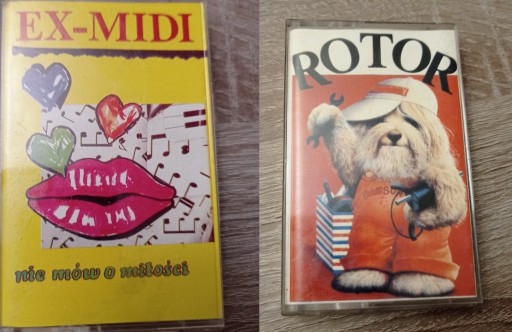 EX-MIDI
nie mów o miłości
ROTOR